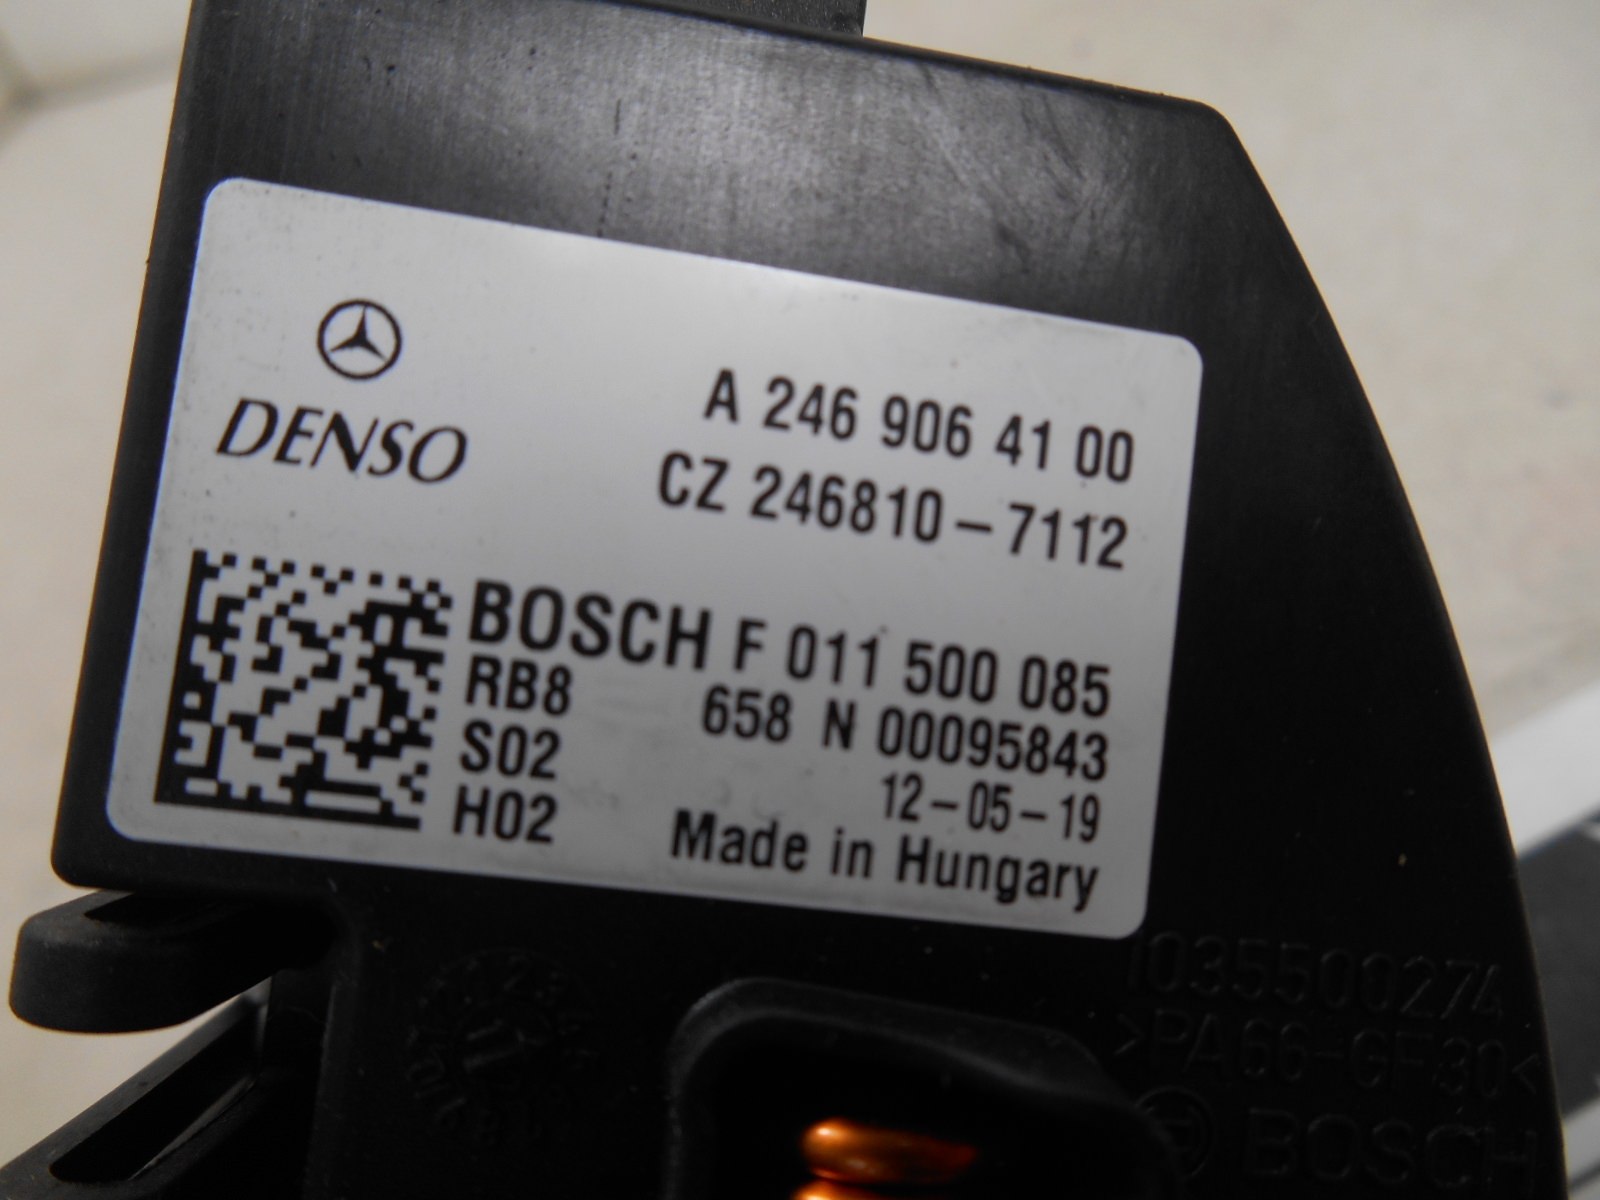 DENSO
A 246 906 41 00
CZ 246810-7112
BOSCH F 011 500 085
RB8 658 N 00095843
S02 12-05-19
H02 Made in Hungary
1035500274
>PA66-GF30<
BOSCH